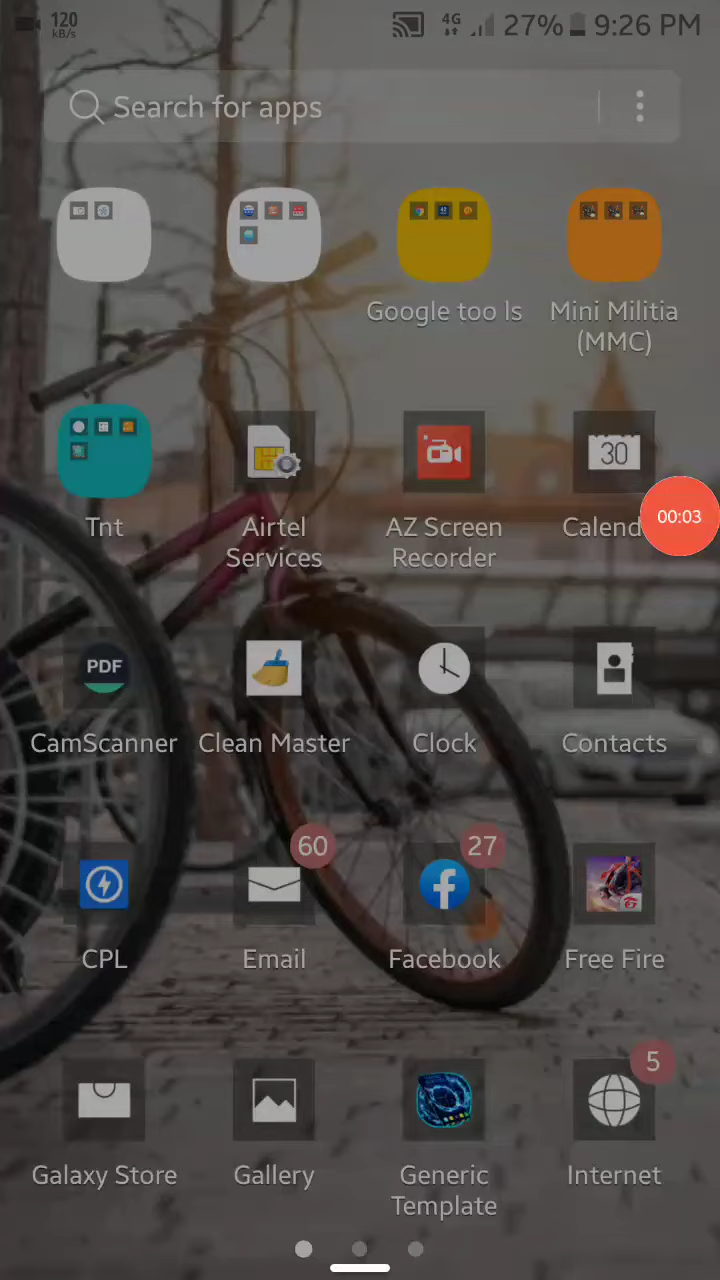 120
kB/s
4G 27% 9:26 PM
Search for apps
Google too ls
Mini Militia
(MMC)
30
Tnt
Airtel
Services
AZ Screen
Recorder
Calend
00:03
PDF
CamScanner
Clean Master
Clock
Contacts
60
27
CPL
Email
Facebook
Free Fire
5
Galaxy Store
Gallery
Generic
Template
Internet